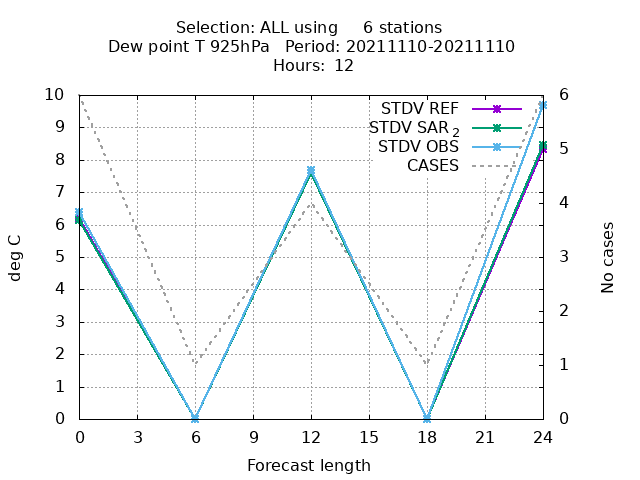 Selection: ALL using     6 stations
Dew point T 925hPa   Period: 20211110-20211110
Hours: 12
STDV REF
STDV SAR2
STDV OBS
CASES
10
9
8
7
6
5
4
3
2
1
0
deg C
6
5
4
3
2
1
0
No cases
0 3 6 9 12 15 18 21 24
Forecast length